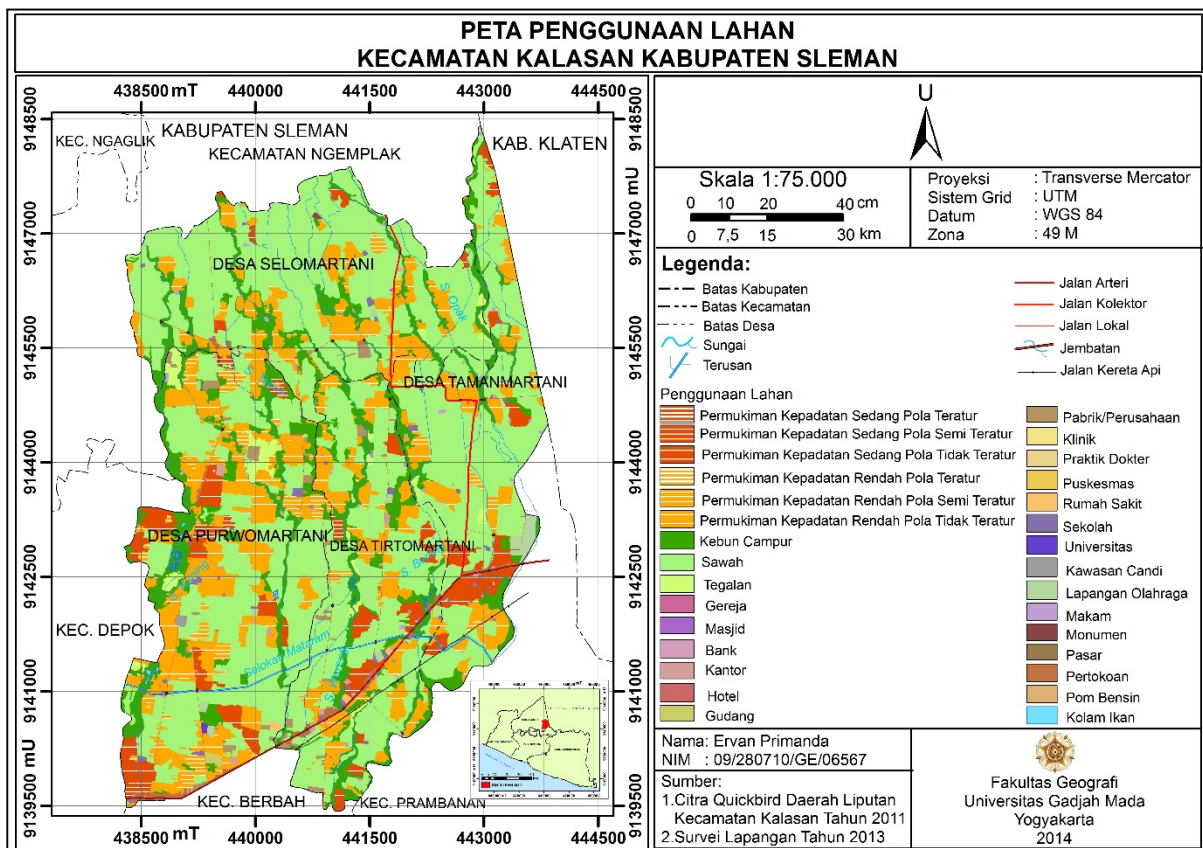 PETA PENGGUNAAN LAHAN
KECAMATAN KALASAN KABUPATEN SLEMAN
438500 mT 440000 441500 443000 444500
9148500
9147000 mU
9145500
9144000
9142500
9141000
9139500
KEC. NGAGLIK
KABUPATEN SLEMAN
KECAMATAN NGEMPLAK
KAB. KLATEN
DESA SELOMARTANI
S. Opak
DESA TAMANMARTANI
DESA PURWOMARTANI
DESA TIRTOMARTANI
KEC. DEPOK
Selokan Mataram
KEC. BERBAH
KEC. PRAMBANAN
9148500
9147000 mU
9145500
9144000
9142500
9141000
9139500 mU
438500 mT 440000 441500 443000 444500
U
Skala 1:75.000
0 10 20 40 cm
0 7,5 15 30 km
Proyeksi : Transverse Mercator
Sistem Grid : UTM
Datum : WGS 84
Zona : 49 M
Legenda:
Batas Kabupaten
Batas Kecamatan
Batas Desa
Sungai
Terusan
Jalan Arteri
Jalan Kolektor
Jalan Lokal
Jembatan
Jalan Kereta Api
Penggunaan Lahan
Permukiman Kepadatan Sedang Pola Teratur
Permukiman Kepadatan Sedang Pola Semi Teratur
Permukiman Kepadatan Sedang Pola Tidak Teratur
Permukiman Kepadatan Rendah Pola Teratur
Permukiman Kepadatan Rendah Pola Semi Teratur
Permukiman Kepadatan Rendah Pola Tidak Teratur
Kebun Campur
Sawah
Tegalan
Gereja
Masjid
Bank
Kantor
Hotel
Gudang
Pabrik/Perusahaan
Klinik
Praktik Dokter
Puskesmas
Rumah Sakit
Sekolah
Universitas
Kawasan Candi
Lapangan Olahraga
Makam
Monumen
Pasar
Pertokoan
Pom Bensin
Kolam Ikan
Nama: Ervan Primanda
NIM : 09/280710/GE/06567
Sumber:
1.Citra Quickbird Daerah Liputan
Kecamatan Kalasan Tahun 2011
2.Survei Lapangan Tahun 2013
Fakultas Geografi
Universitas Gadjah Mada
Yogyakarta
2014